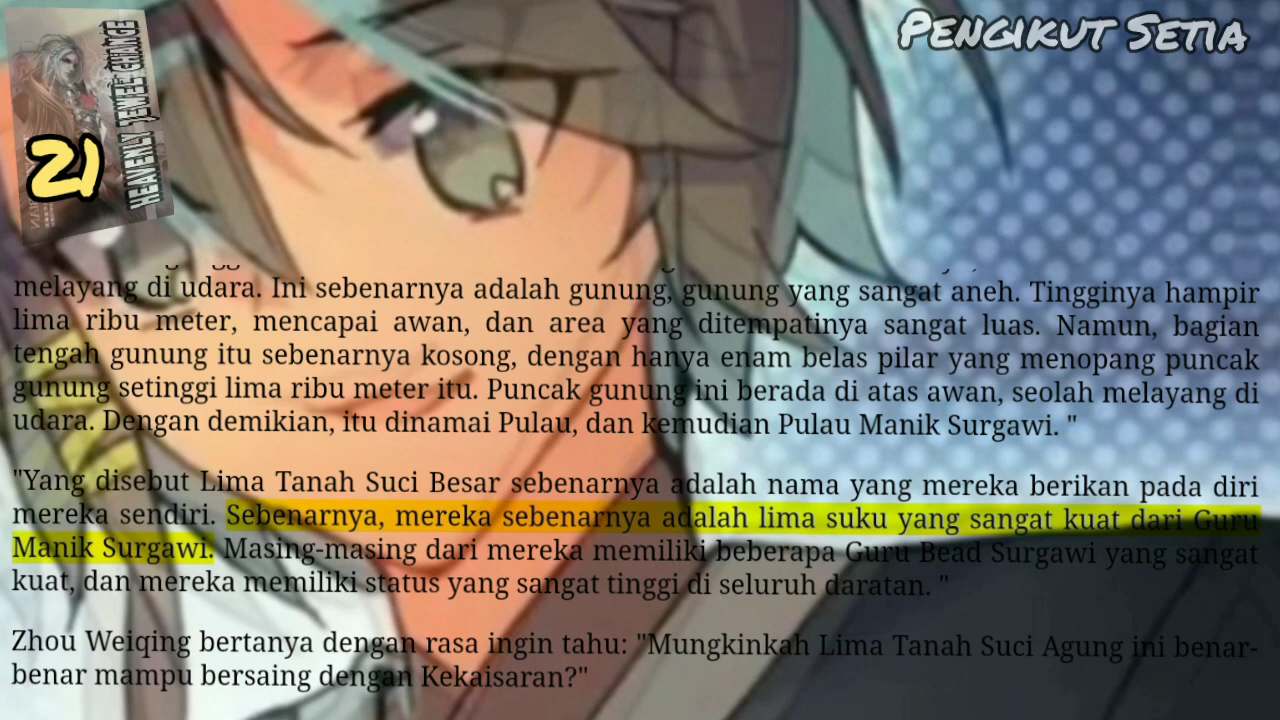 Pengikut Setia
HEAVENLY JEWEL CHANGE
21
melayang di udara. Ini sebenarnya adalah gunung, gunung yang sangat aneh. Tingginya hampir
lima ribu meter, mencapai awan, dan area yang ditempatinya sangat luas. Namun, bagian
tengah gunung itu sebenarnya kosong, dengan hanya enam belas pilar yang menopang puncak
gunung setinggi lima ribu meter itu. Puncak gunung ini berada di atas awan, seolah melayang di
udara. Dengan demikian, itu dinamai Pulau, dan kemudian Pulau Manik Surgawi. "
"Yang disebut Lima Tanah Suci Besar sebenarnya adalah nama yang mereka berikan pada diri
mereka sendiri. Sebenarnya, mereka sebenarnya adalah lima suku yang sangat kuat dari Guru
Manik Surgawi. Masing-masing dari mereka memiliki beberapa Guru Bead Surgawi yang sangat
kuat, dan mereka memiliki status yang sangat tinggi di seluruh daratan. "
Zhou Weiqing bertanya dengan rasa ingin tahu: "Mungkinkah Lima Tanah Suci Agung ini benar-
benar mampu bersaing dengan Kekaisaran?"